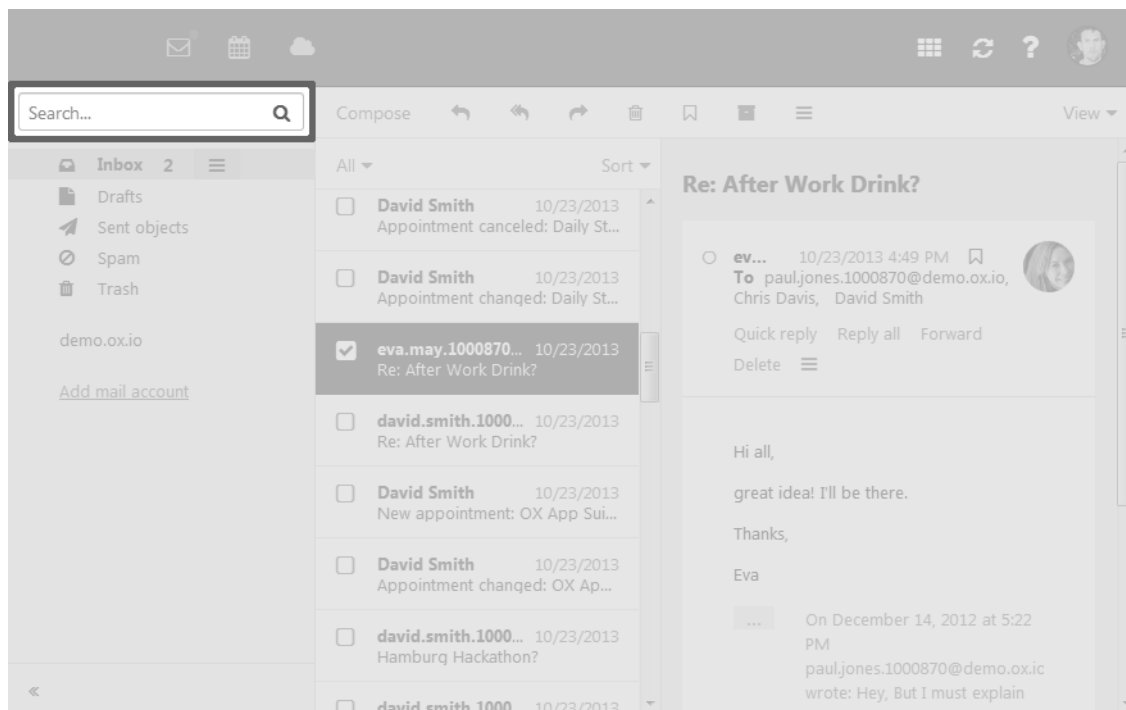 Search...
Compose
View
Inbox 2
Drafts
Sent objects
Spam
Trash
demo.ox.io
Add mail account
All
Sort
David Smith 10/23/2013
Appointment canceled: Daily St...
David Smith 10/23/2013
Appointment changed: Daily St...
eva.may.1000870... 10/23/2013
Re: After Work Drink?
david.smith.1000... 10/23/2013
Re: After Work Drink?
David Smith 10/23/2013
New appointment: OX App Sui...
David Smith 10/23/2013
Appointment changed: OX Ap...
david.smith.1000... 10/23/2013
Hamburg Hackathon?
david.smith.1000... 10/23/2013
Re: After Work Drink?
ev... 10/23/2013 4:49 PM
To paul.jones.1000870@demo.ox.io,
Chris Davis, David Smith
Quick reply Reply all Forward
Delete
Hi all,
great idea! I'll be there.
Thanks,
Eva
... On December 14, 2012 at 5:22
PM
paul.jones.1000870@demo.ox.ic
wrote: Hey, But I must explain